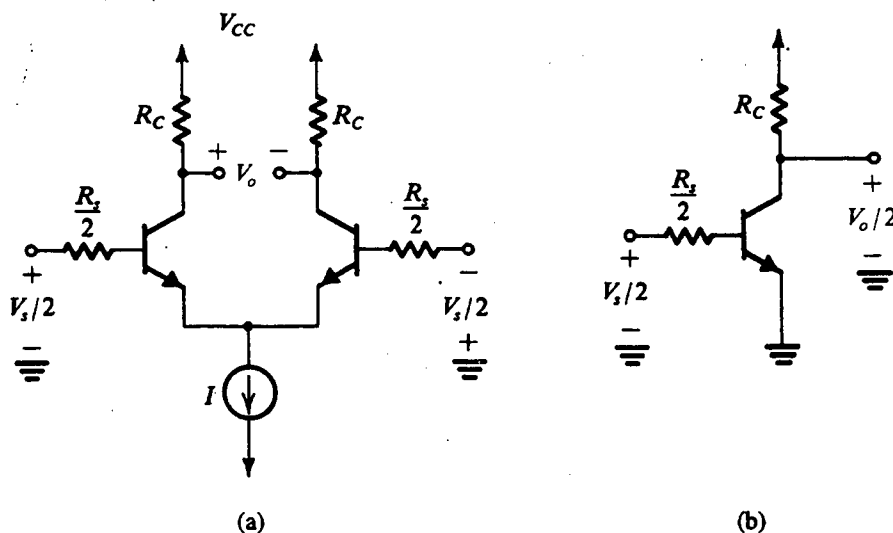 V_CC
R_C
R_C
R_C
+ V_o −
R_s/2
R_s/2
R_s/2
+
V_s/2
−
−
V_s/2
+
+
V_s/2
−
+
V_o/2
−
I
(a)
(b)